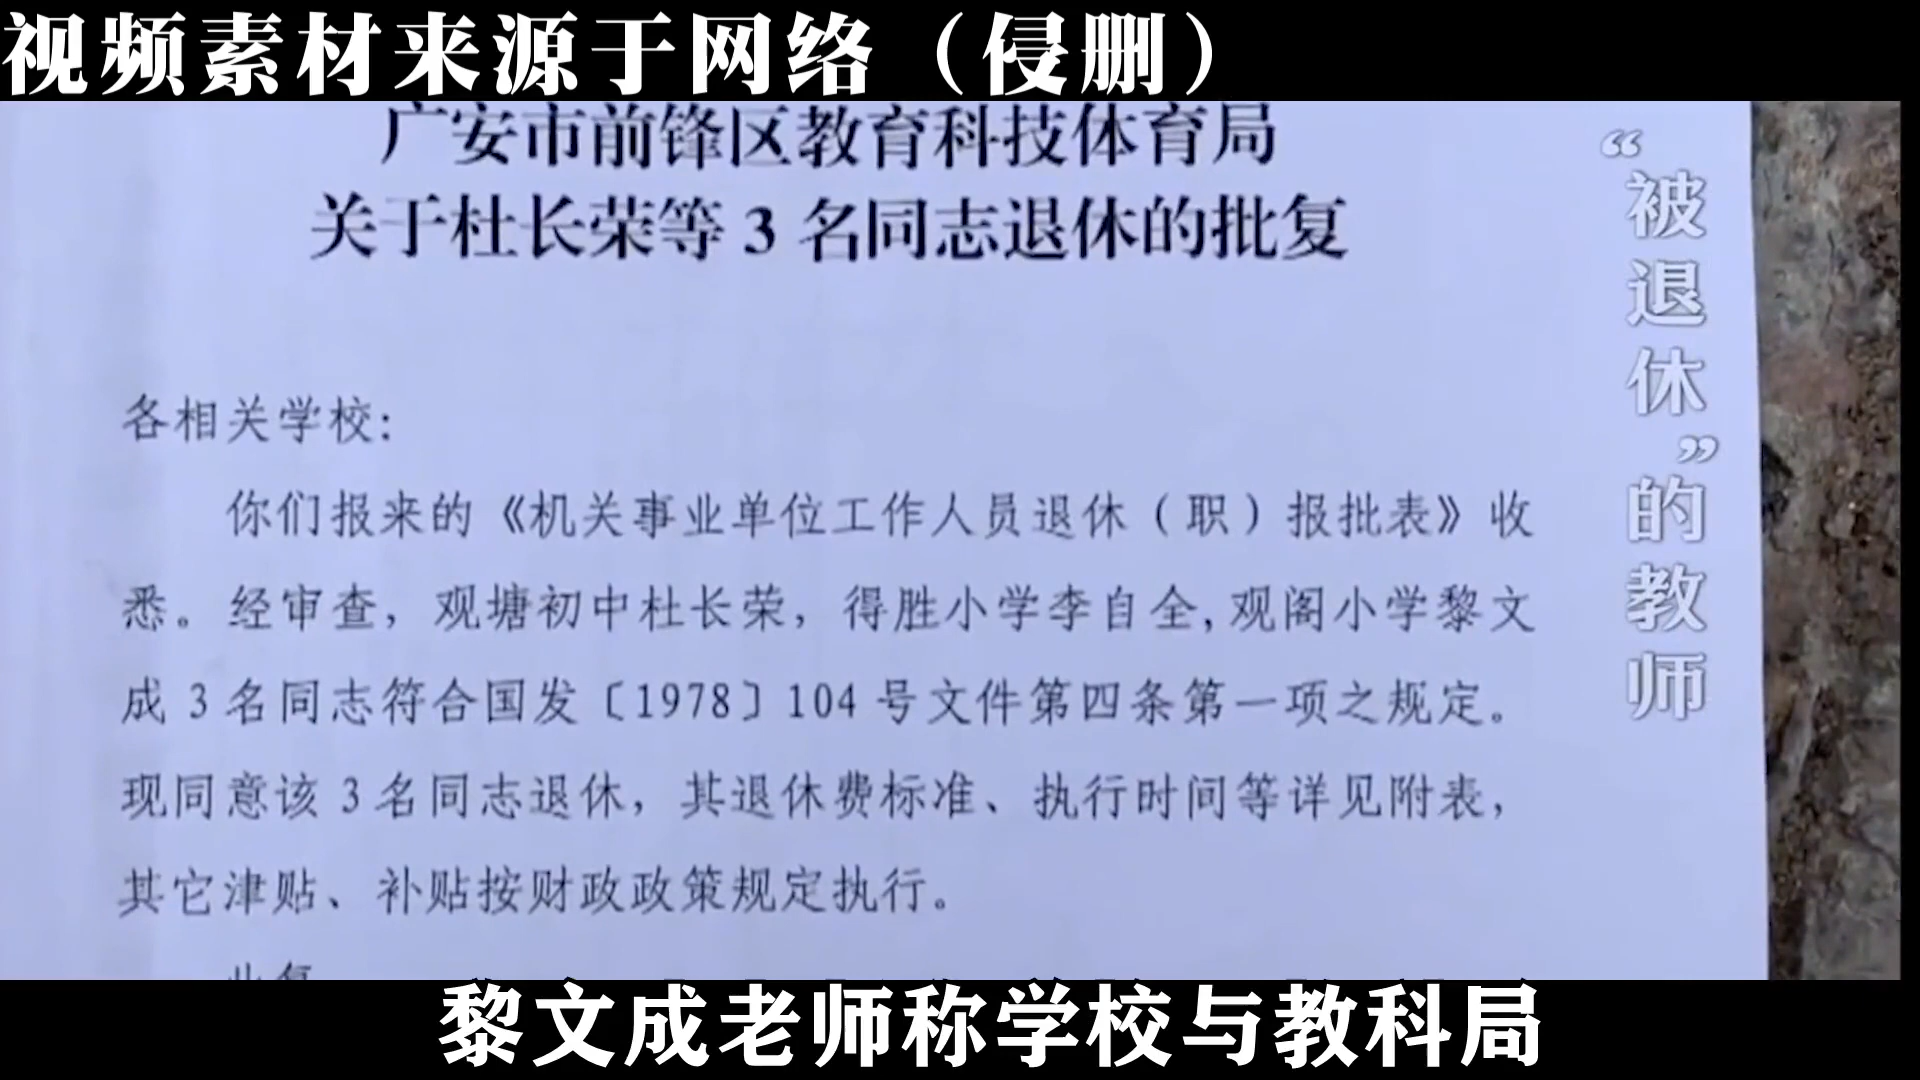 视频素材来源于网络（侵删）
广安市前锋区教育科技体育局
关于杜长荣等3名同志退休的批复
各相关学校:
你们报来的《机关事业单位工作人员退休（职）报批表》收
悉。经审查，观塘初中杜长荣，得胜小学李自全,观阁小学黎文
成3名同志符合国发〔1978〕104号文件第四条第一项之规定。
现同意该3名同志退休，其退休费标准、执行时间等详见附表，
其它津贴、补贴按财政政策规定执行。
此复
“被退休”的教师
黎文成老师称学校与教科局